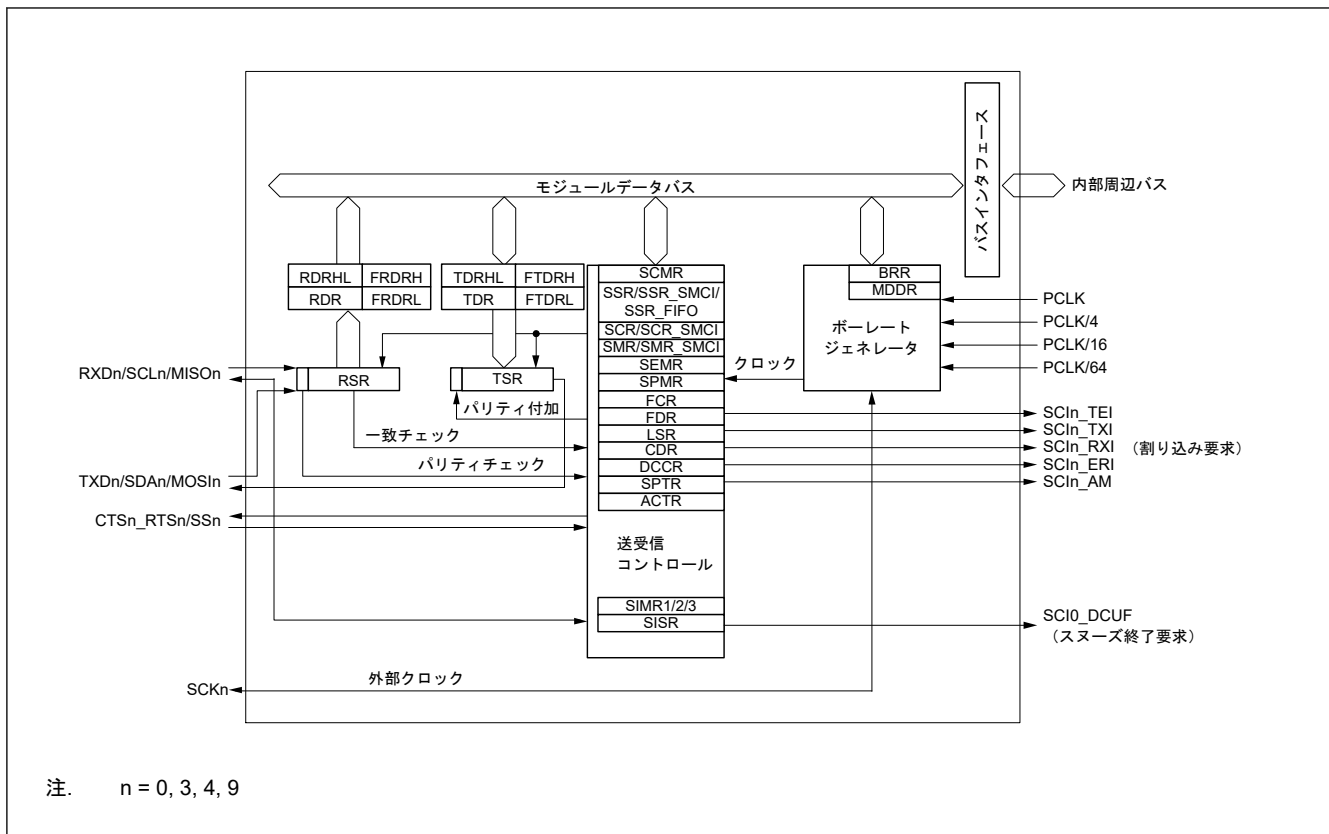 バスインタフェース
モジュールデータバス
内部周辺バス
RDRHL FRDRH
RDR FRDRL
TDRHL FTDRH
TDR FTDRL
SCMR
SSR/SSR_SMCI/
SSR_FIFO
SCR/SCR_SMCI
SMR/SMR_SMCI
SEMR
SPMR
FCR
FDR
LSR
CDR
DCCR
SPTR
ACTR
送受信
コントロール
SIMR1/2/3
SISR
BRR
MDDR
ボーレート
ジェネレータ
クロック
PCLK
PCLK/4
PCLK/16
PCLK/64
RXDn/SCLn/MISOn
RSR
TSR
パリティ付加
一致チェック
パリティチェック
TXDn/SDAn/MOSIn
CTSn_RTSn/SSn
SCIn_TEI
SCIn_TXI
SCIn_RXI （割り込み要求）
SCIn_ERI
SCIn_AM
SCI0_DCUF
（スヌーズ終了要求）
外部クロック
SCKn
注. n = 0, 3, 4, 9